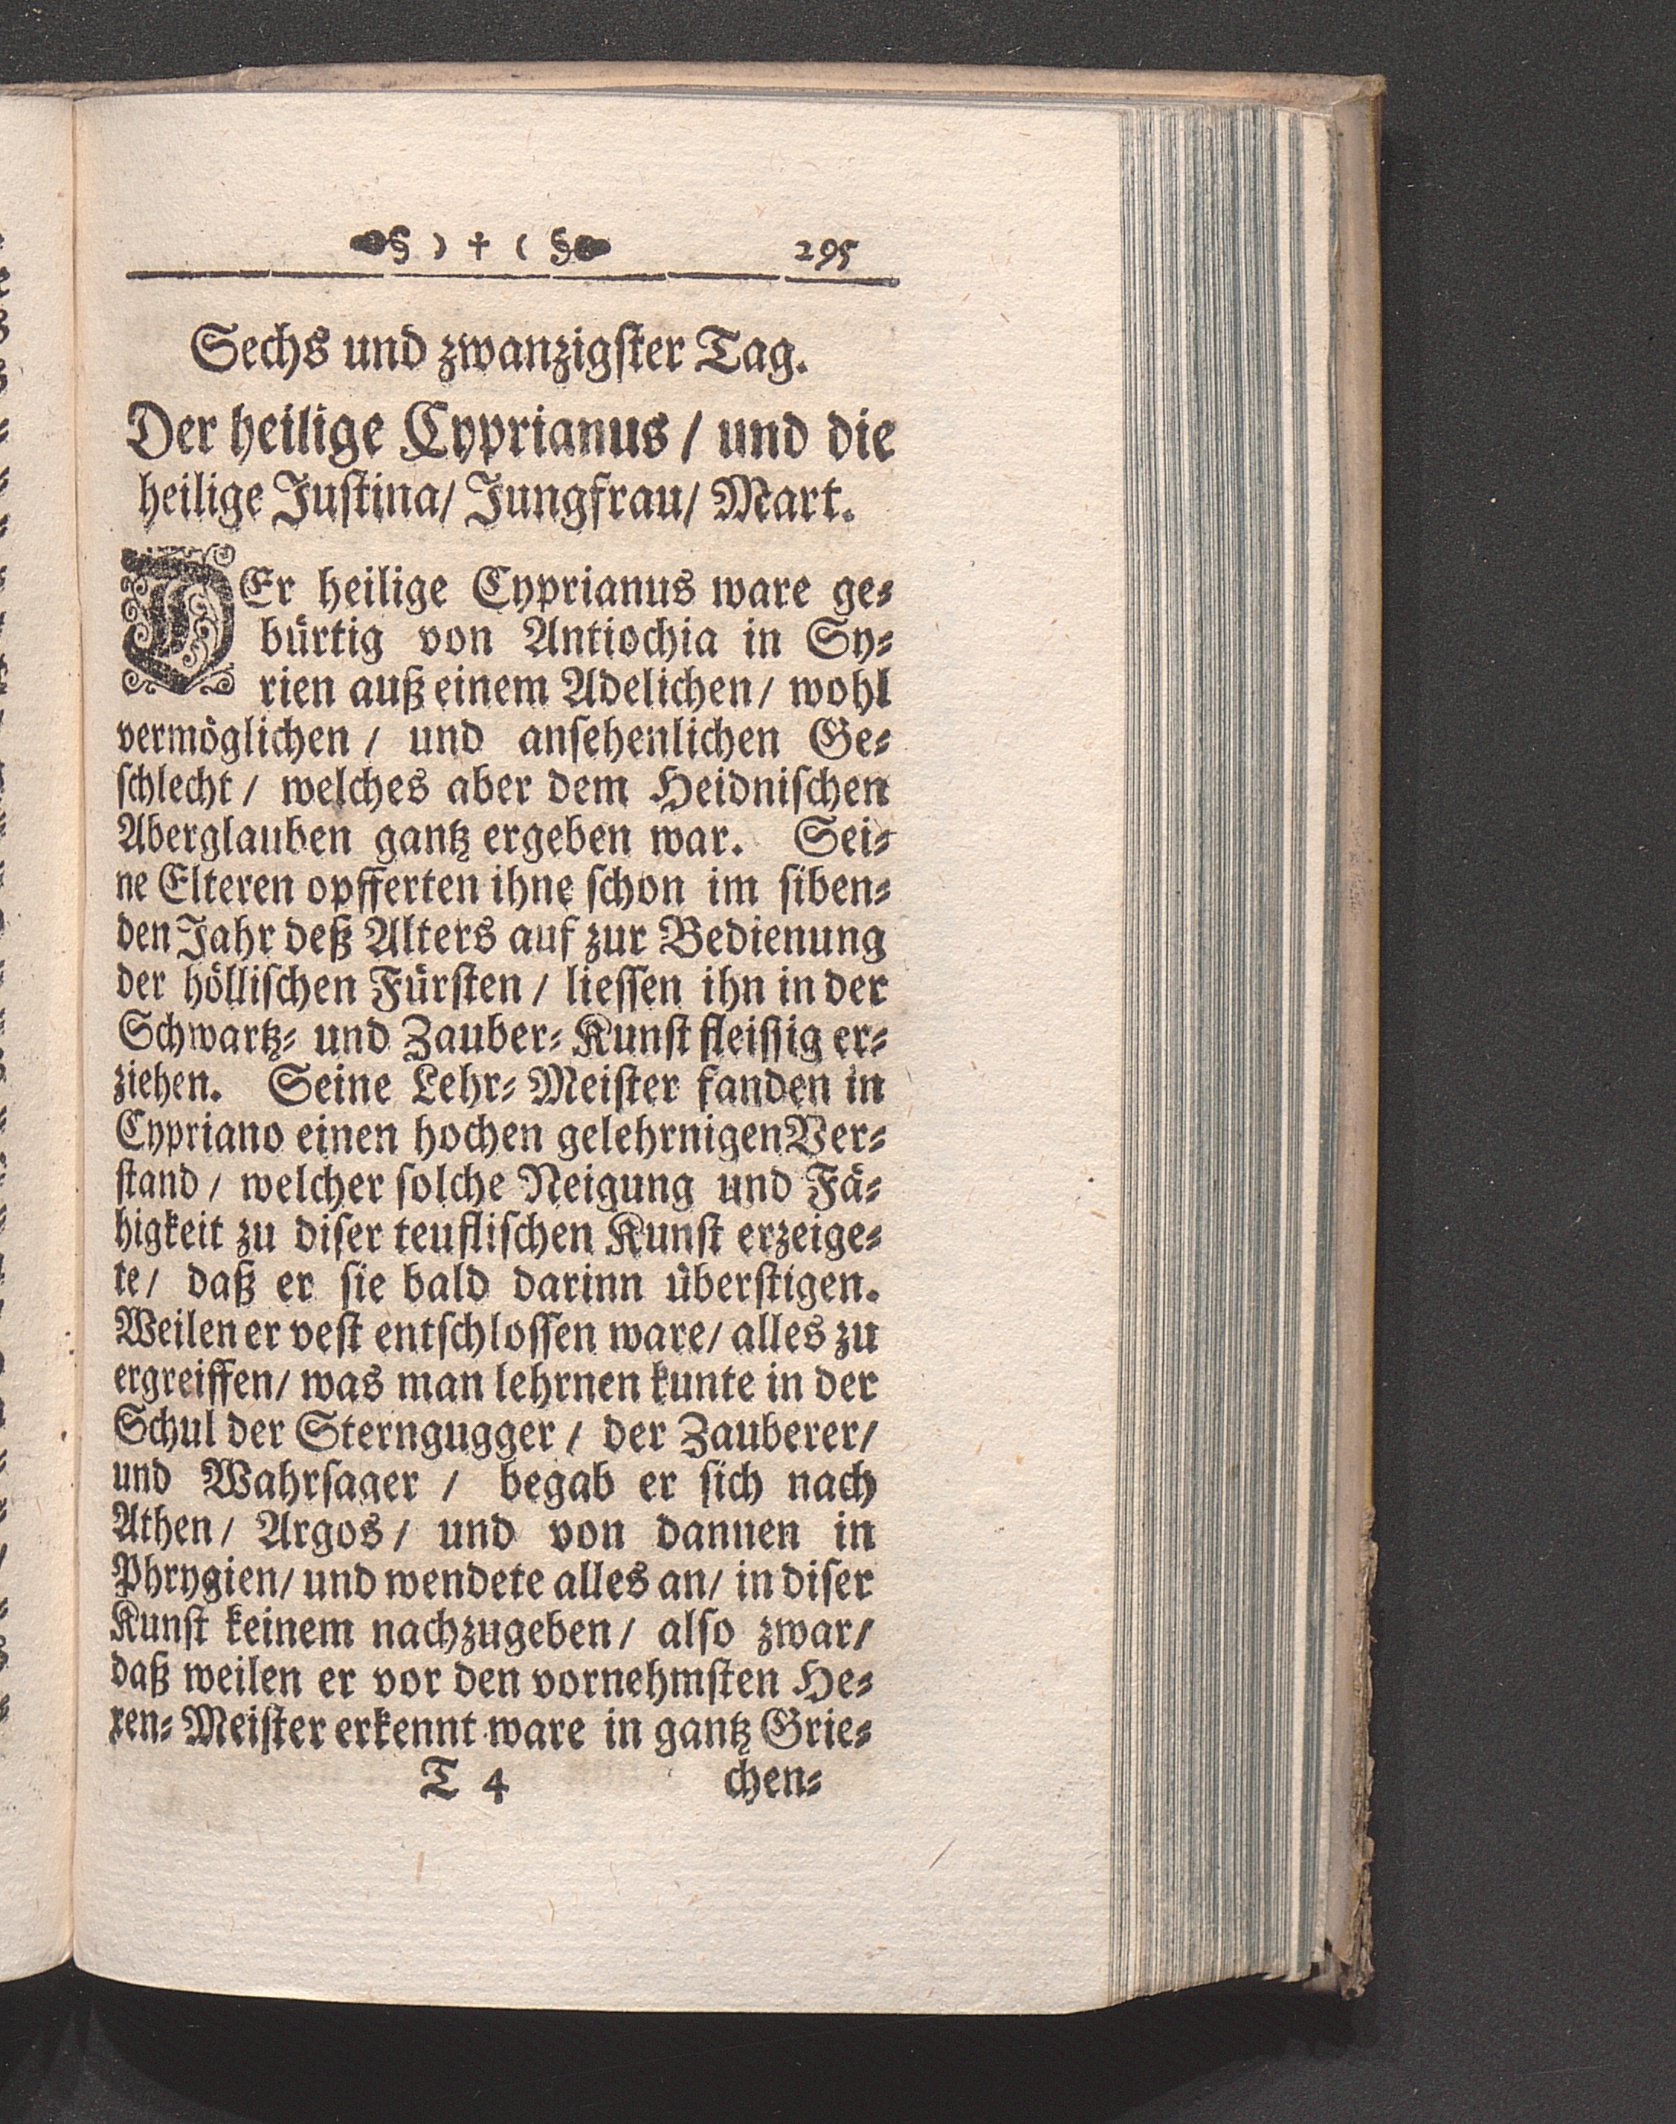 ) † ( 295
Sechs und zwanzigster Tag.
Der heilige Cyprianus / und die
heilige Justina/ Jungfrau/ Mart.
DEr heilige Cyprianus ware ge-
bürtig von Antiochia in Sy-
rien auß einem Adelichen/ wohl
vermöglichen / und ansehenlichen Ge-
schlecht / welches aber dem Heidnischen
Aberglauben gantz ergeben war. Sei-
ne Elteren opfferten ihne schon im siben-
den Jahr deß Alters auf zur Bedienung
der höllischen Fürsten / liessen ihn in der
Schwartz- und Zauber-Kunst fleissig er-
ziehen. Seine Lehr-Meister fanden in
Cypriano einen hochen gelehrnigen Ver-
stand / welcher solche Neigung und Fä-
higkeit zu diser teuflischen Kunst erzeige-
te/ daß er sie bald darinn überstigen.
Weilen er vest entschlossen ware/ alles zu
ergreiffen/ was man lehrnen kunte in der
Schul der Sterngugger / der Zauberer/
und Wahrsager / begab er sich nach
Athen/ Argos/ und von dannen in
Phrygien/ und wendete alles an/ in diser
Kunst keinem nachzugeben/ also zwar/
daß weilen er vor den vornehmsten He-
xen-Meister erkennt ware in gantz Grie-
T 4 chen-